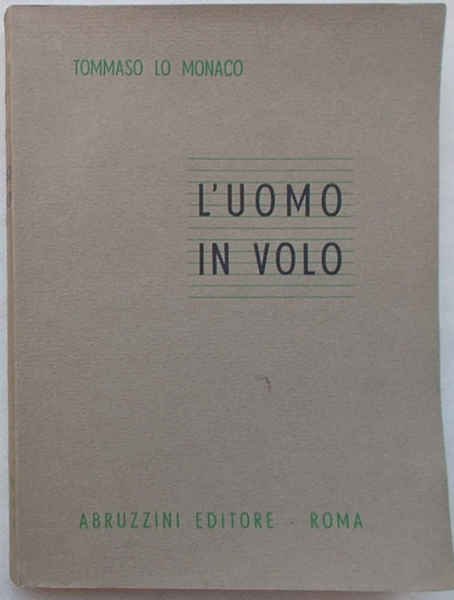 TOMMASO LO MONACO
L'UOMO
IN VOLO
ABRUZZINI EDITORE - ROMA